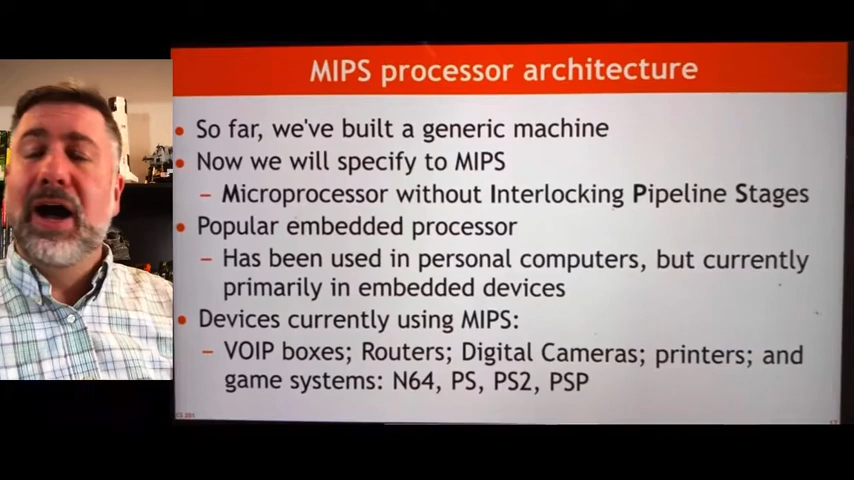 MIPS processor architecture
• So far, we've built a generic machine
• Now we will specify to MIPS
– Microprocessor without Interlocking Pipeline Stages
• Popular embedded processor
– Has been used in personal computers, but currently
primarily in embedded devices
• Devices currently using MIPS:
– VOIP boxes; Routers; Digital Cameras; printers; and
game systems: N64, PS, PS2, PSP
CS 201